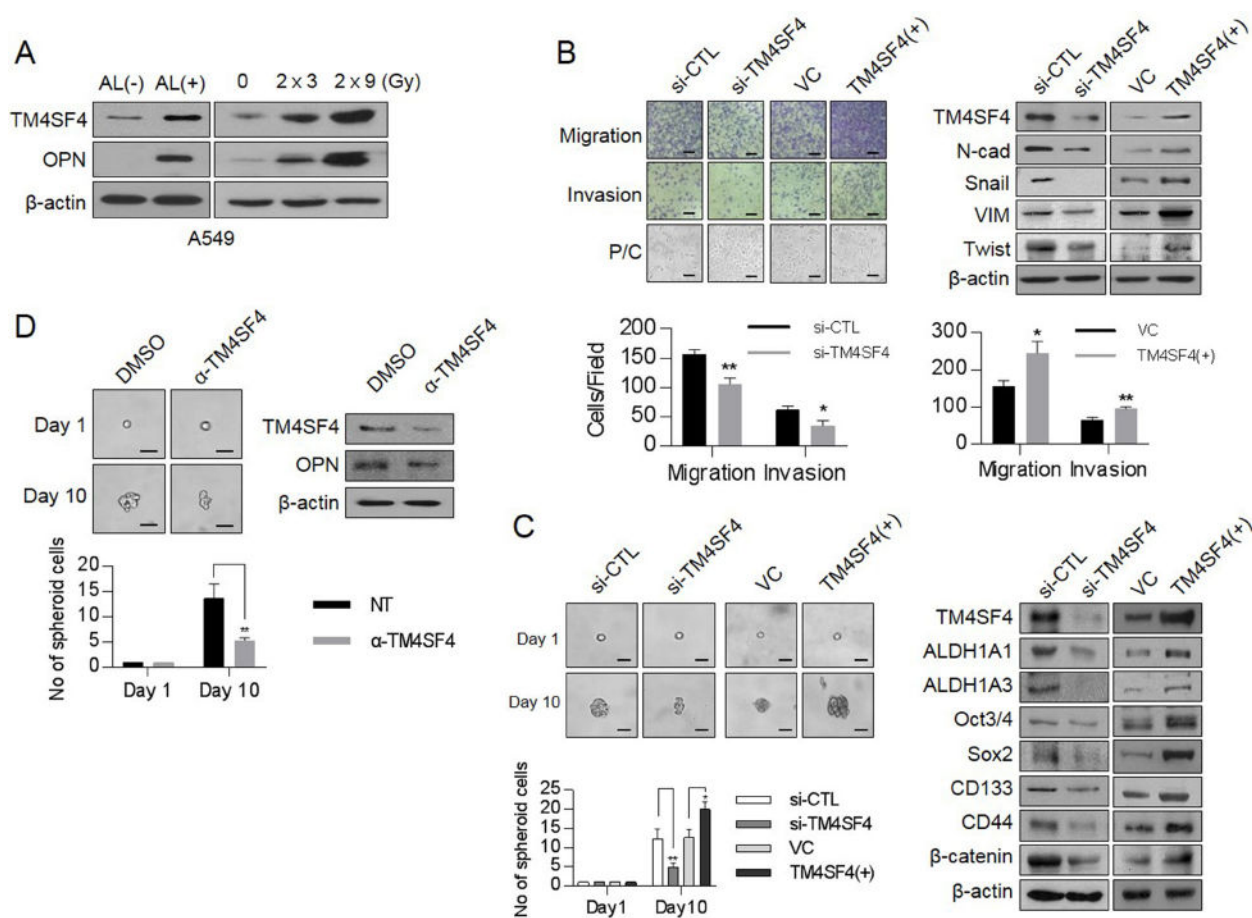 A
AL(-) AL(+) 0 2 x 3 2 x 9 (Gy)
TM4SF4
OPN
β-actin
A549
B
si-CTL si-TM4SF4 VC TM4SF4(+)
Migration
Invasion
P/C
si-CTL si-TM4SF4 VC TM4SF4(+)
TM4SF4
N-cad
Snail
VIM
Twist
β-actin
Cells/Field
200
150
100
50
0
** *
Migration Invasion
si-CTL
si-TM4SF4
300
200
100
0
* **
Migration Invasion
VC
TM4SF4(+)
D
DMSO α-TM4SF4
Day 1
Day 10
DMSO α-TM4SF4
TM4SF4
OPN
β-actin
No of spheroid cells
20
15
10
5
0
**
Day 1 Day 10
NT
α-TM4SF4
C
si-CTL si-TM4SF4 VC TM4SF4(+)
Day 1
Day 10
No of spheroid cells
25
20
15
10
5
0
**
Day1 Day10
si-CTL
si-TM4SF4
VC
TM4SF4(+)
si-CTL si-TM4SF4 VC TM4SF4(+)
TM4SF4
ALDH1A1
ALDH1A3
Oct3/4
Sox2
CD133
CD44
β-catenin
β-actin